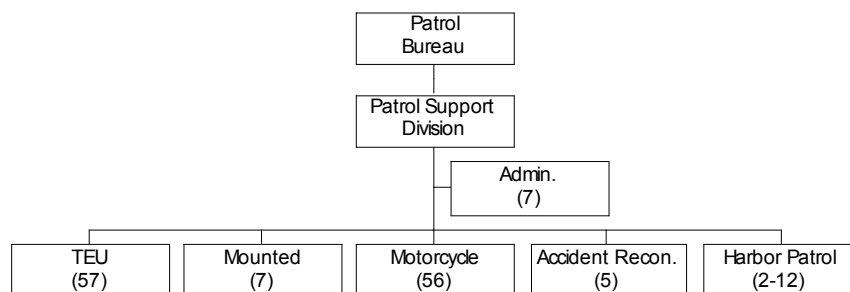 Patrol
Bureau
Patrol Support
Division
Admin.
(7)
TEU
(57)
Mounted
(7)
Motorcycle
(56)
Accident Recon.
(5)
Harbor Patrol
(2-12)